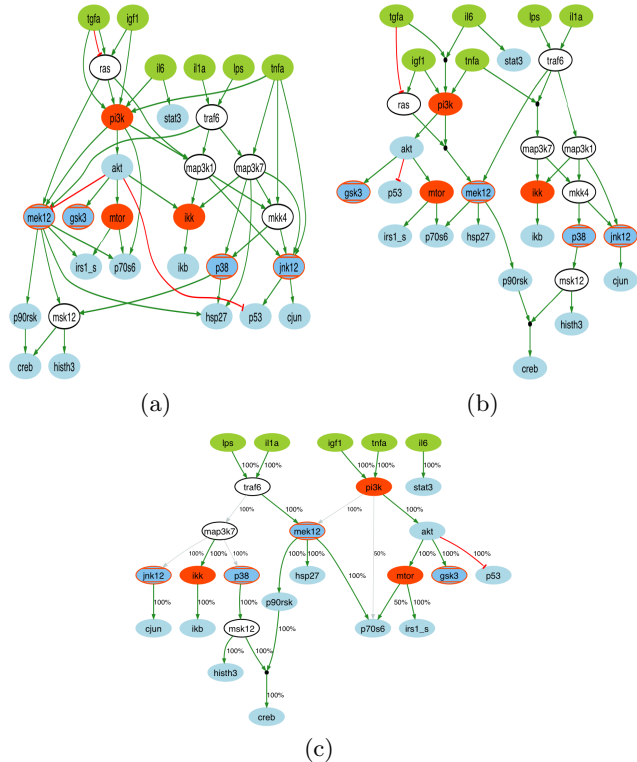 tgfa igf1
ras il6 il1a lps tnfa
pi3k stat3 traf6
akt map3k1 map3k7
mek12 gsk3 mtor ikk mkk4
irs1_s p70s6 ikb p38 jnk12
p90rsk msk12 hsp27 p53 cjun
creb histh3
(a)
tgfa il6 lps il1a
igf1 tnfa stat3 traf6
ras pi3k
akt map3k7 map3k1
gsk3 p53 mtor mek12 ikk mkk4
irs1_s p70s6 hsp27 ikb p38 jnk12
p90rsk msk12 cjun
histh3
creb
(b)
lps il1a igf1 tnfa il6
100% 100% 100% 100% 100%
traf6 pi3k stat3
100% 100% 100% 100%
map3k7 mek12 akt
100% 100% 100% 100% 100% 50% 100% 100% 100%
jnk12 ikk p38 hsp27 mtor gsk3 p53
100% 100% 100% 100% 50% 100%
p90rsk
cjun ikb msk12 p70s6 irs1_s
100% 100% 100%
histh3
100%
creb
(c)